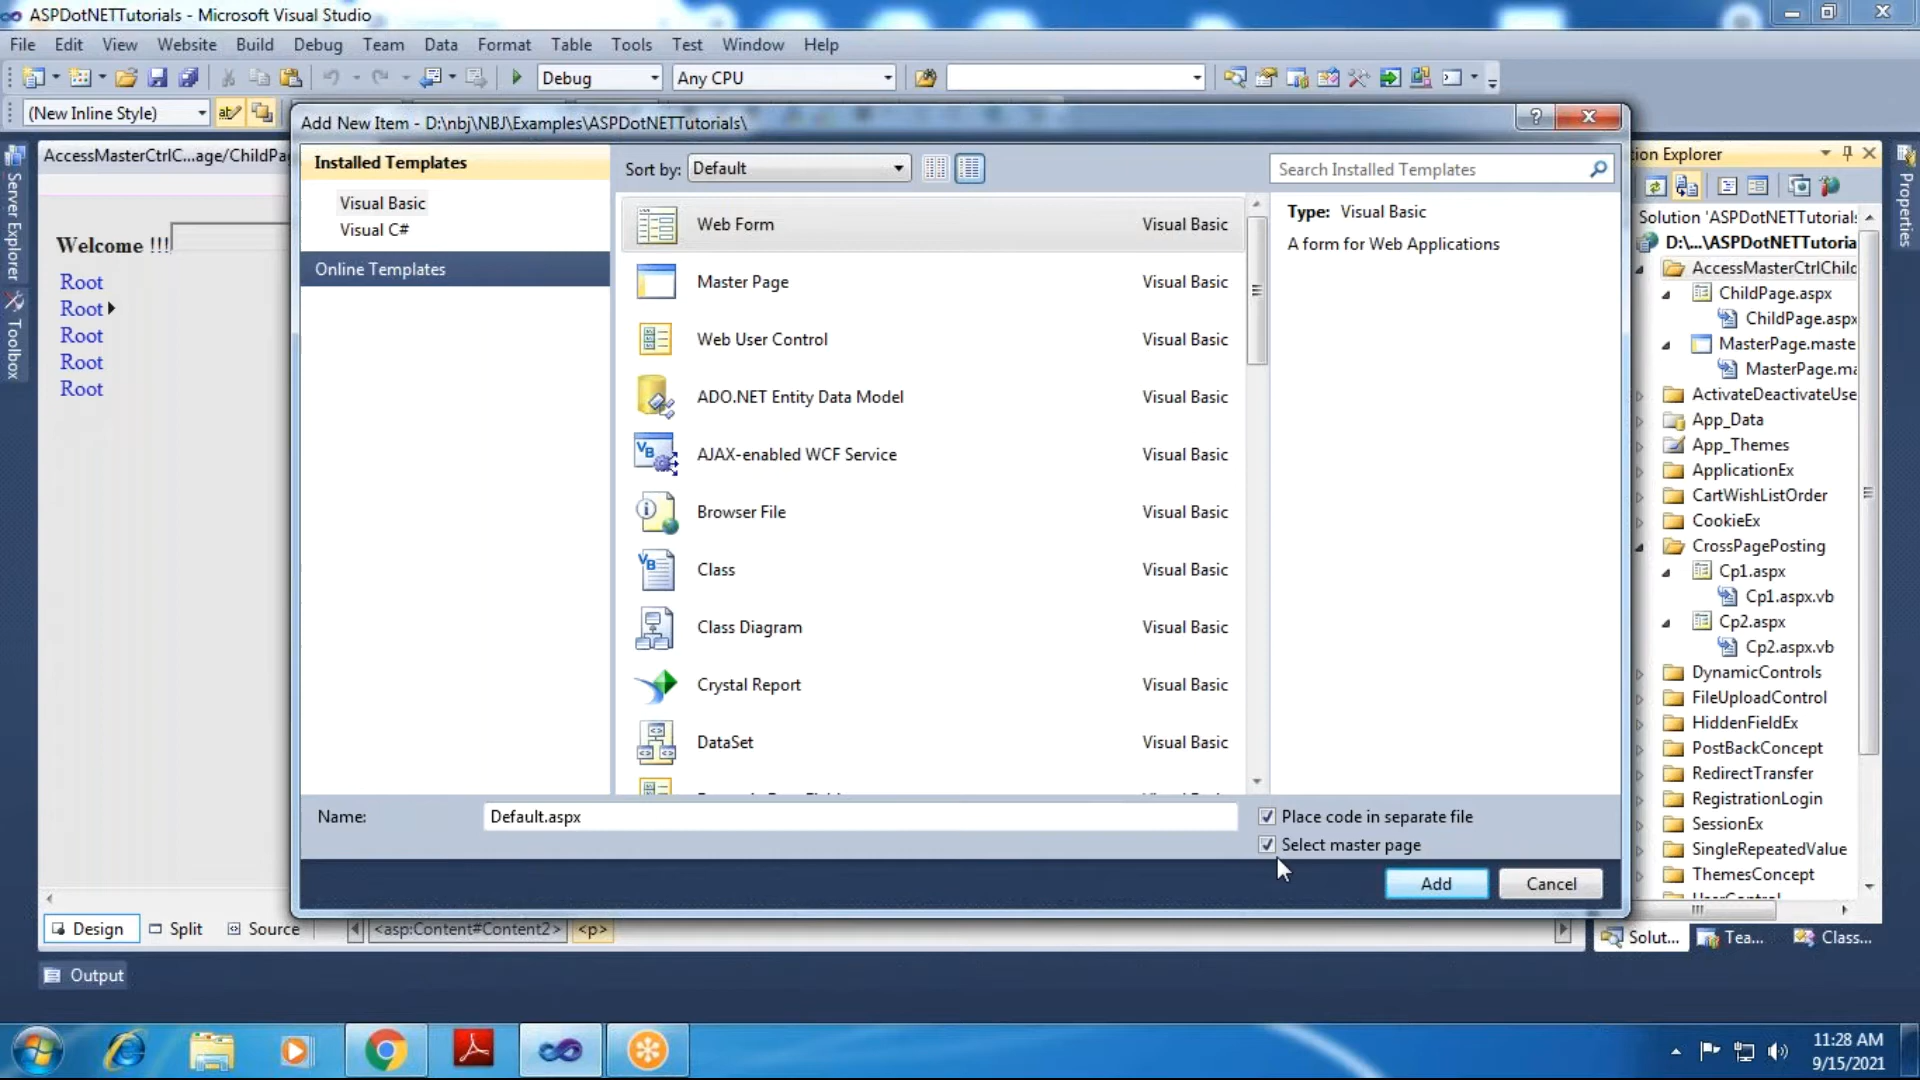 ASPDotNETTutorials - Microsoft Visual Studio
File Edit View Website Build Debug Team Data Format Table Tools Test Window Help
Debug Any CPU
(New Inline Style)
Add New Item - D:\nbj\NBJ\Examples\ASPDotNETTutorials\
Server Explorer
Toolbox
AccessMasterCtrlC...age/ChildPa
Welcome !!!
Root
Root
Root
Root
Root
Installed Templates
Visual Basic
Visual C#
Online Templates
Sort by: Default
Search Installed Templates
Web Form Visual Basic
Master Page Visual Basic
Web User Control Visual Basic
ADO.NET Entity Data Model Visual Basic
AJAX-enabled WCF Service Visual Basic
Browser File Visual Basic
Class Visual Basic
Class Diagram Visual Basic
Crystal Report Visual Basic
DataSet Visual Basic
Type: Visual Basic
A form for Web Applications
Name: Default.aspx
Place code in separate file
Select master page
Add Cancel
ion Explorer
Properties
Solution 'ASPDotNETTutorials
D:\...\ASPDotNETTutoria
AccessMasterCtrlChild
ChildPage.aspx
ChildPage.aspx
MasterPage.maste
MasterPage.ma
ActivateDeactivateUse
App_Data
App_Themes
ApplicationEx
CartWishListOrder
CookieEx
CrossPagePosting
Cp1.aspx
Cp1.aspx.vb
Cp2.aspx
Cp2.aspx.vb
DynamicControls
FileUploadControl
HiddenFieldEx
PostBackConcept
RedirectTransfer
RegistrationLogin
SessionEx
SingleRepeatedValue
ThemesConcept
Design Split Source <asp:Content#Content2> <p>
Solut... Tea... Class...
Output
11:28 AM
9/15/2021